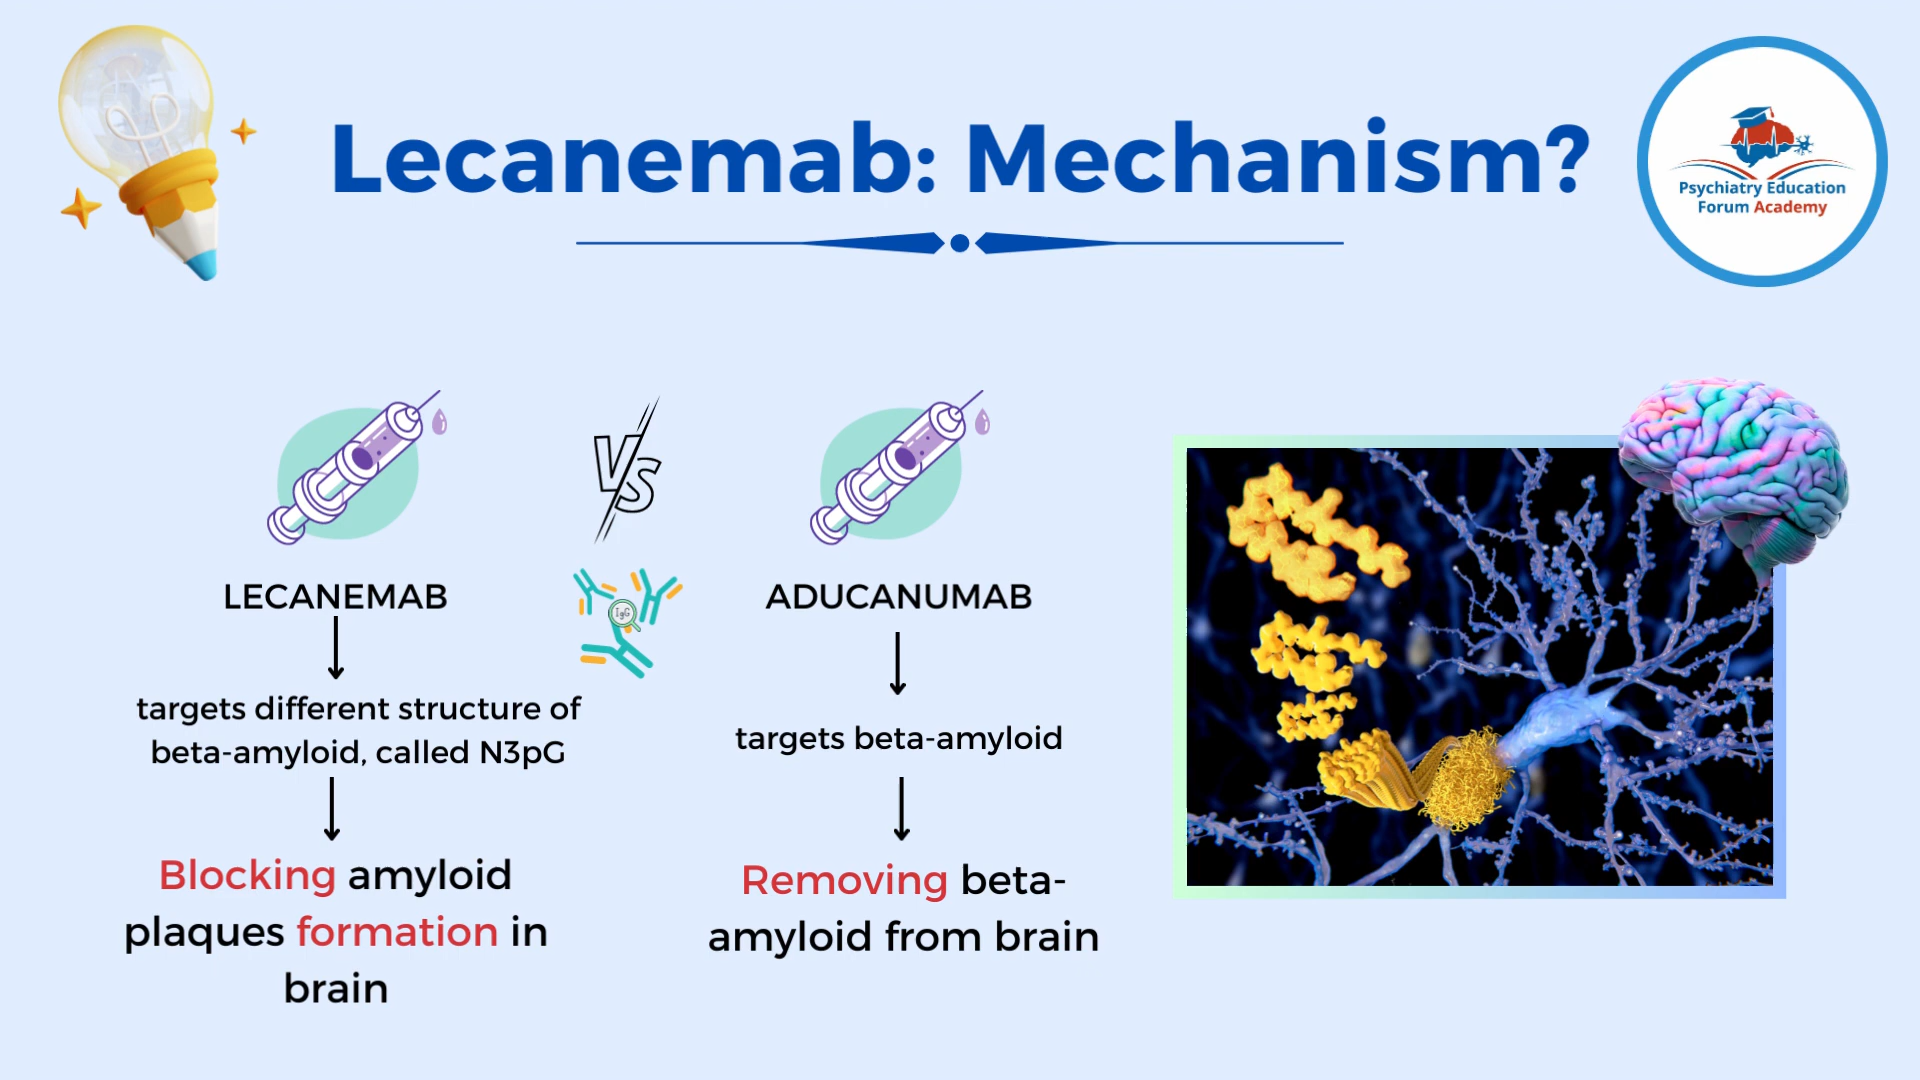 Lecanemab: Mechanism?
Psychiatry Education
Forum Academy
VS
LECANEMAB
IgG
ADUCANUMAB
targets different structure of
beta-amyloid, called N3pG
targets beta-amyloid
Blocking amyloid
plaques formation in
brain
Removing beta-
amyloid from brain